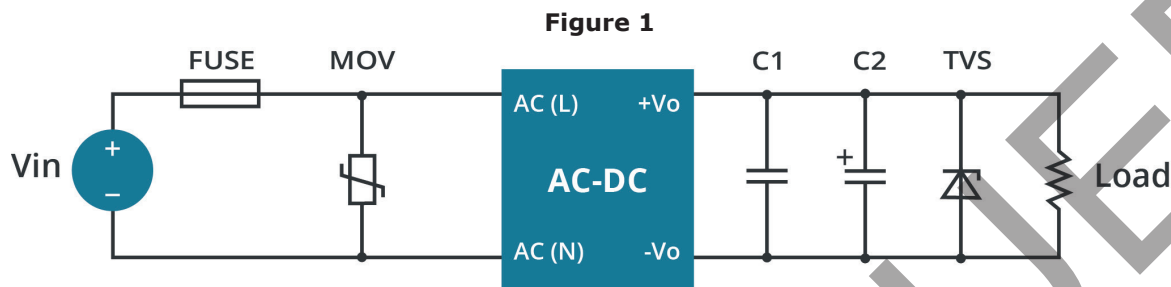 Figure 1
FUSE MOV C1 C2 TVS
AC (L) +Vo
Vin + − AC-DC + Load
AC (N) -Vo